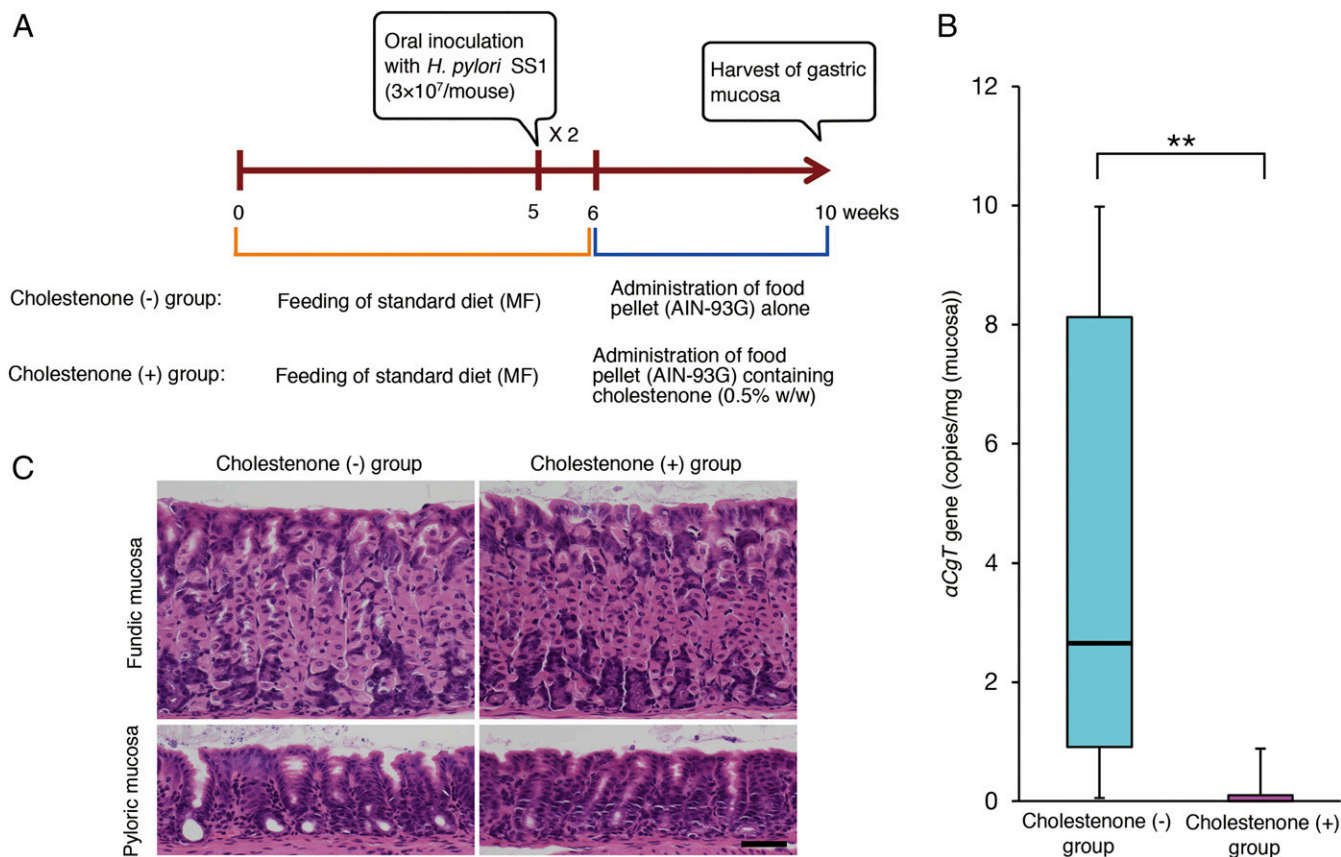 A
Oral inoculation
with H. pylori SS1
(3×10⁷/mouse)
X 2
Harvest of gastric
mucosa
0
5
6
10 weeks
Cholestenone (-) group:
Feeding of standard diet (MF)
Administration of food
pellet (AIN-93G) alone
Cholestenone (+) group:
Feeding of standard diet (MF)
Administration of food
pellet (AIN-93G) containing
cholestenone (0.5% w/w)
B
12
10
8
6
4
2
0
αCgT gene (copies/mg (mucosa))
**
Cholestenone (-)
group
Cholestenone (+)
group
C
Cholestenone (-) group
Cholestenone (+) group
Fundic mucosa
Pyloric mucosa